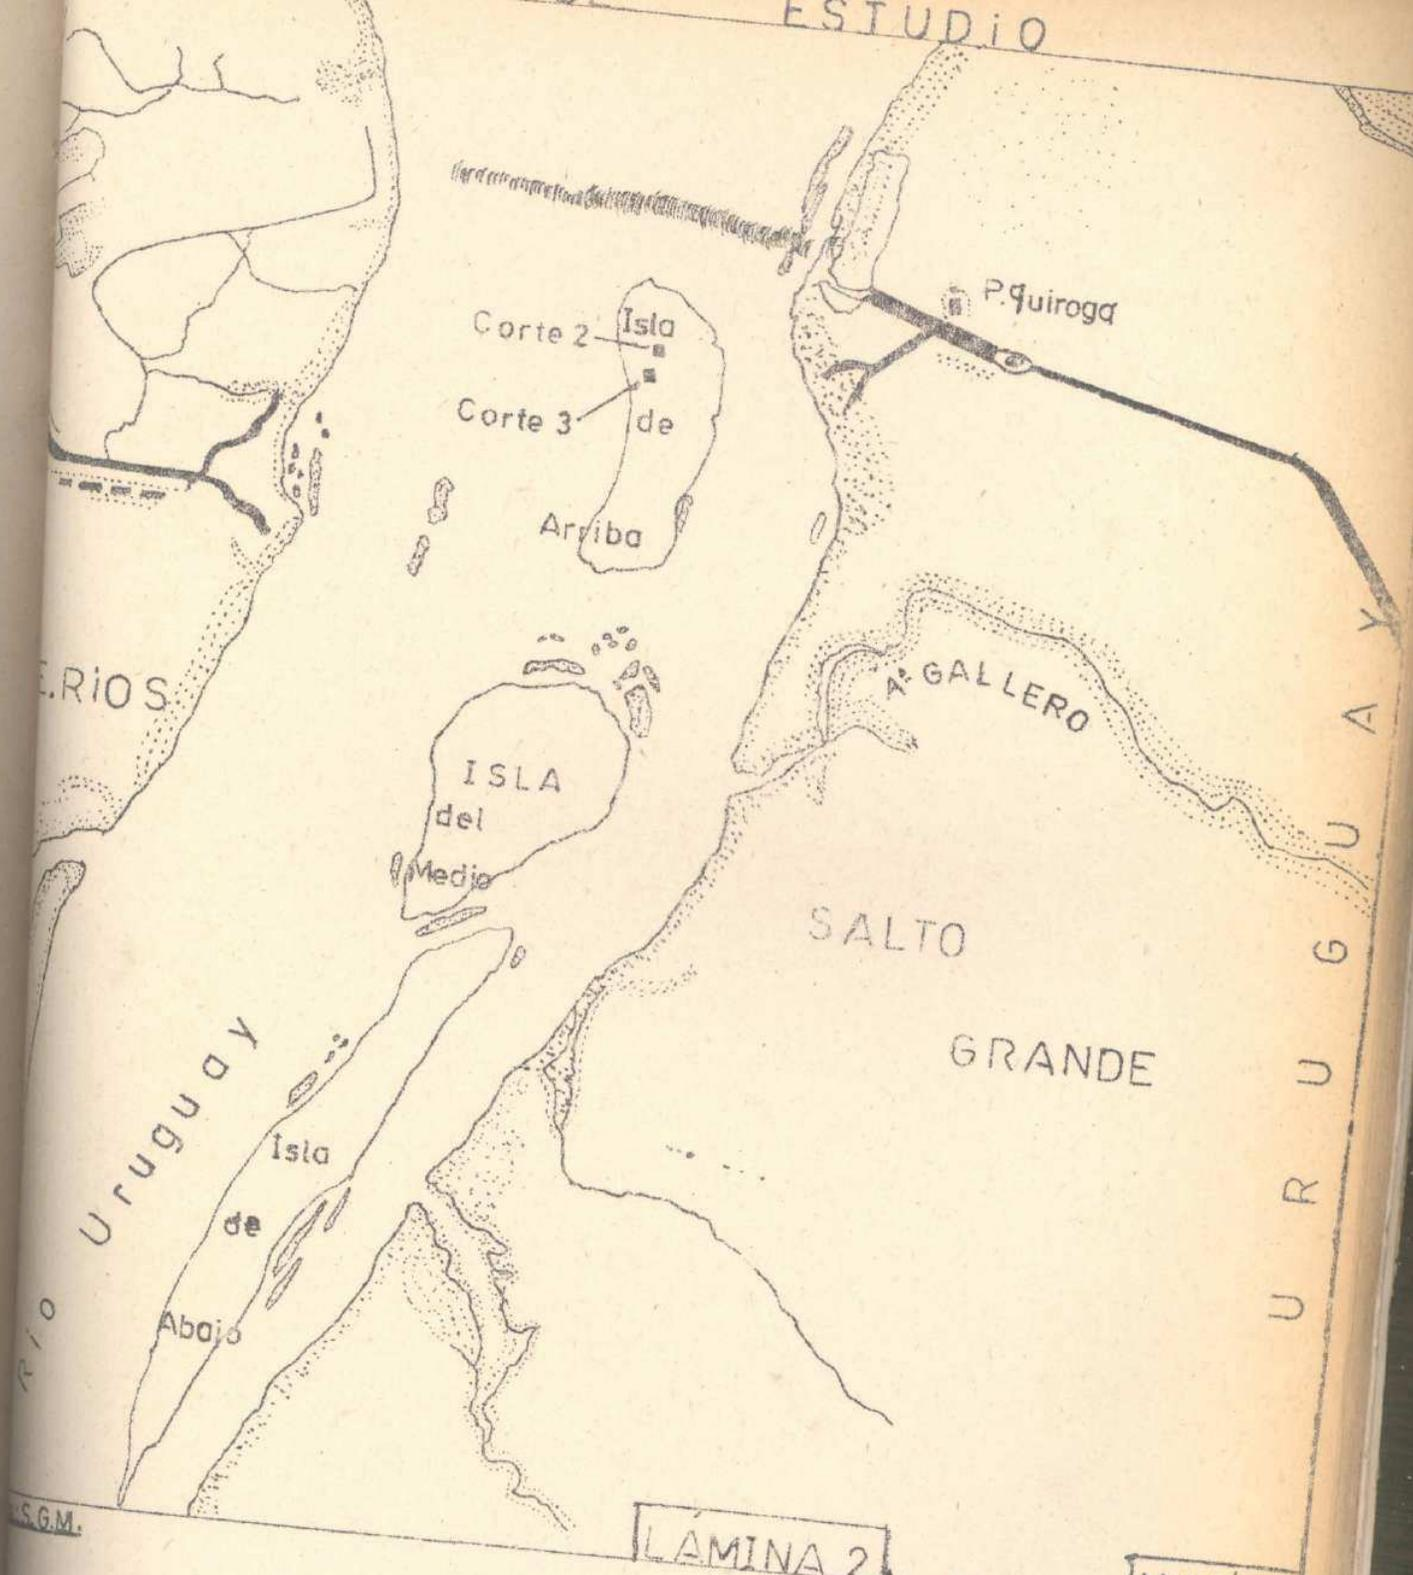 ESTUDiO
P. Quiroga
Corte 2
Isla
Corte 3
de
Arriba
E. RiOS
Aº GALLERO
ISLA
del
Medio
SALTO
GRANDE
Rio Uruguay
Isla
de
Abajo
URUGUAY
S.G.M.
LÁMINA 2